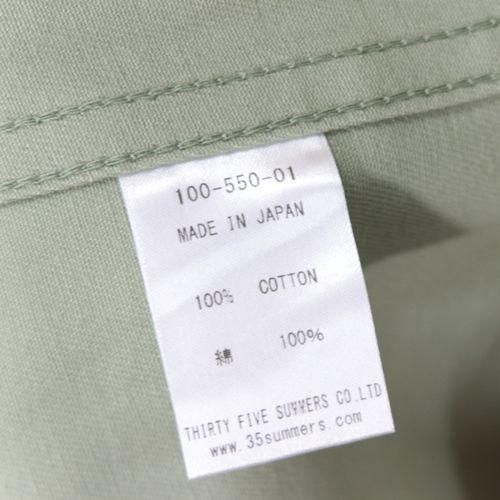 100-550-01
MADE IN JAPAN
100% COTTON
綿 100%
THIRTY FIVE SUMMERS CO.LTD
www.35summers.com